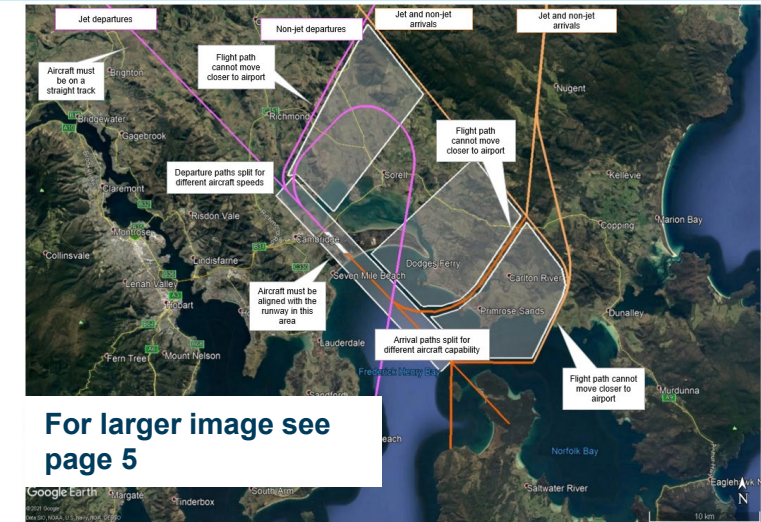 Jet departures
Non-jet departures
Jet and non-jet
arrivals
Jet and non-jet
arrivals
Aircraft must
be on a
straight track
Flight path
cannot move
closer to airport
Brighton
Nugent
Bridgewater
Richmond
Gagebrook
Flight path
cannot move
closer to airport
Departure paths split for
different aircraft speeds
Sorell
Kellevie
Claremont
Risdon Vale
Copping
Marion Bay
Montrose
Cambridge
Collinsvale
Lindisfarne
Dodges Ferry
Seven Mile Beach
Carlton River
Lenah Valley
Aircraft must be
aligned with the
runway in this
area
Hobart
Primrose Sands
Dunalley
Lauderdale
Arrival paths split for
different aircraft capability
Fern Tree
Mount Nelson
Frederick Henry Bay
Flight path cannot
move closer to
airport
Murdunna
A9
Sandford
For larger image see
page 5
each
Norfolk Bay
Google Earth
Margate
Tinderbox
South Arm
Saltwater River
Eaglehawk N
N
© 2021 Google
10 km